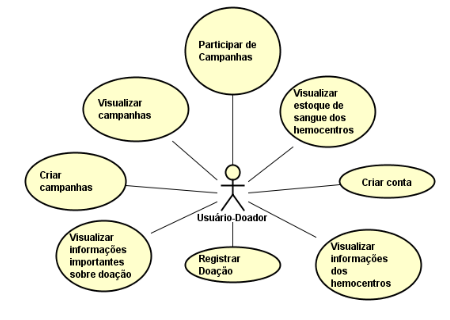 Participar de
Campanhas
Visualizar
campanhas
Visualizar
estoque de
sangue dos
hemocentros
Criar
campanhas
Criar conta
Usuário-Doador
Visualizar
informações
importantes
sobre doação
Registrar
Doação
Visualizar
informações
dos
hemocentros